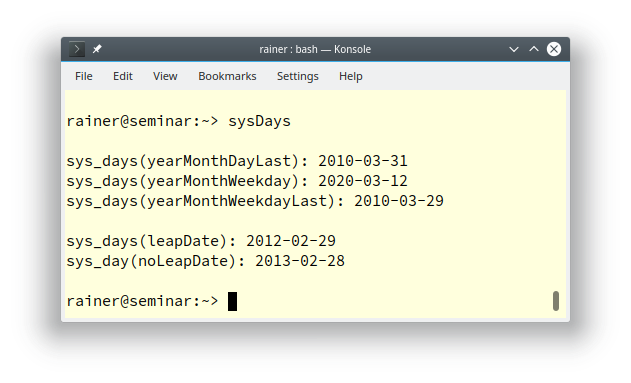 rainer : bash — Konsole
File Edit View Bookmarks Settings Help
rainer@seminar:~> sysDays
sys_days(yearMonthDayLast): 2010-03-31
sys_days(yearMonthWeekday): 2020-03-12
sys_days(yearMonthWeekdayLast): 2010-03-29
sys_days(leapDate): 2012-02-29
sys_day(noLeapDate): 2013-02-28
rainer@seminar:~>